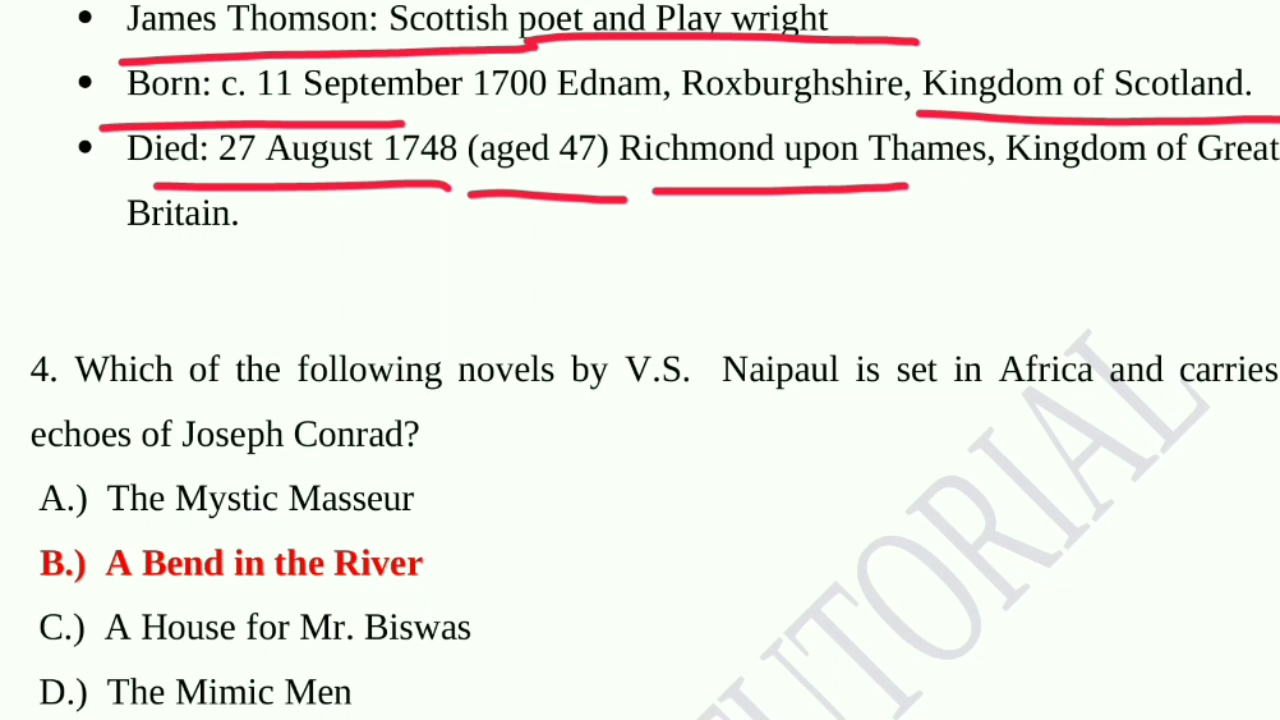 • James Thomson: Scottish poet and Play wright
• Born: c. 11 September 1700 Ednam, Roxburghshire, Kingdom of Scotland.
• Died: 27 August 1748 (aged 47) Richmond upon Thames, Kingdom of Great
Britain.
4. Which of the following novels by V.S. Naipaul is set in Africa and carries
echoes of Joseph Conrad?
A.) The Mystic Masseur
B.) A Bend in the River
C.) A House for Mr. Biswas
D.) The Mimic Men
TUTORIAL